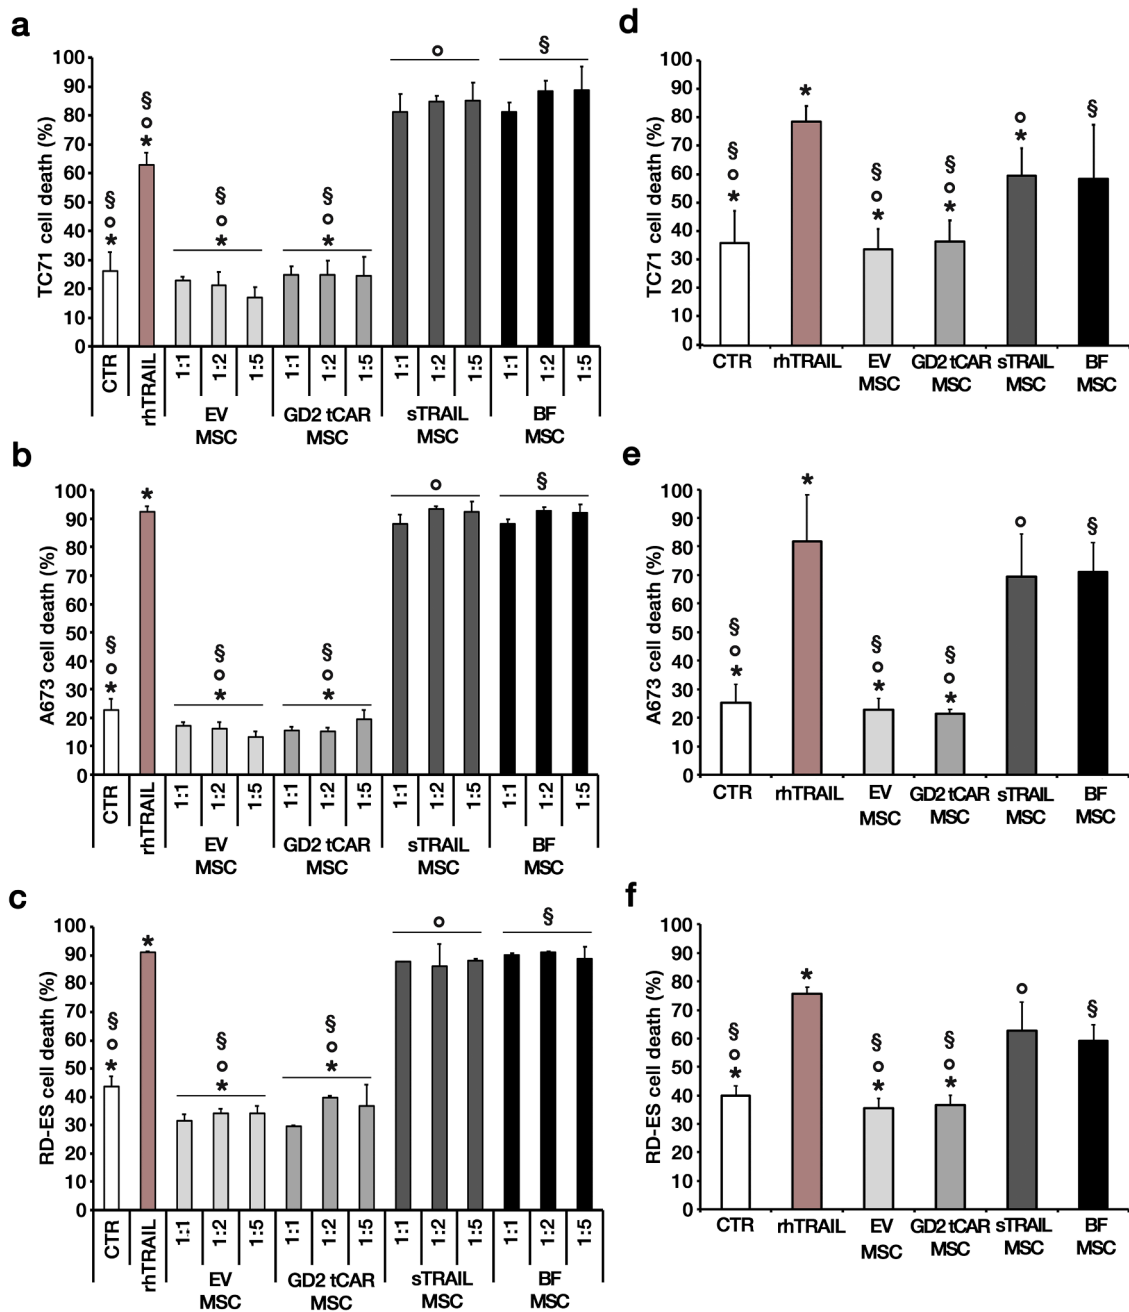 a
TC71 cell death (%)
100
90
80
70
60
50
40
30
20
10
0
§
o
*
§
o
*
§
o
*
§
o
*
o
§
CTR
rhTRAIL
1:1
1:2
1:5
1:1
1:2
1:5
1:1
1:2
1:5
1:1
1:2
1:5
EV
MSC
GD2 tCAR
MSC
sTRAIL
MSC
BF
MSC
d
TC71 cell death (%)
100
90
80
70
60
50
40
30
20
10
0
§
o
*
*
§
o
*
§
o
*
o
*
§
CTR
rhTRAIL
EV
MSC
GD2 tCAR
MSC
sTRAIL
MSC
BF
MSC
b
A673 cell death (%)
100
90
80
70
60
50
40
30
20
10
0
§
o
*
*
§
o
*
§
o
*
o
§
CTR
rhTRAIL
1:1
1:2
1:5
1:1
1:2
1:5
1:1
1:2
1:5
1:1
1:2
1:5
EV
MSC
GD2 tCAR
MSC
sTRAIL
MSC
BF
MSC
e
A673 cell death (%)
100
90
80
70
60
50
40
30
20
10
0
§
o
*
*
§
o
*
§
o
*
o
§
CTR
rhTRAIL
EV
MSC
GD2 tCAR
MSC
sTRAIL
MSC
BF
MSC
c
RD-ES cell death (%)
100
90
80
70
60
50
40
30
20
10
0
§
o
*
*
§
o
*
§
o
*
o
§
CTR
rhTRAIL
1:1
1:2
1:5
1:1
1:2
1:5
1:1
1:2
1:5
1:1
1:2
1:5
EV
MSC
GD2 tCAR
MSC
sTRAIL
MSC
BF
MSC
f
RD-ES cell death (%)
100
90
80
70
60
50
40
30
20
10
0
§
o
*
*
§
o
*
§
o
*
o
§
CTR
rhTRAIL
EV
MSC
GD2 tCAR
MSC
sTRAIL
MSC
BF
MSC